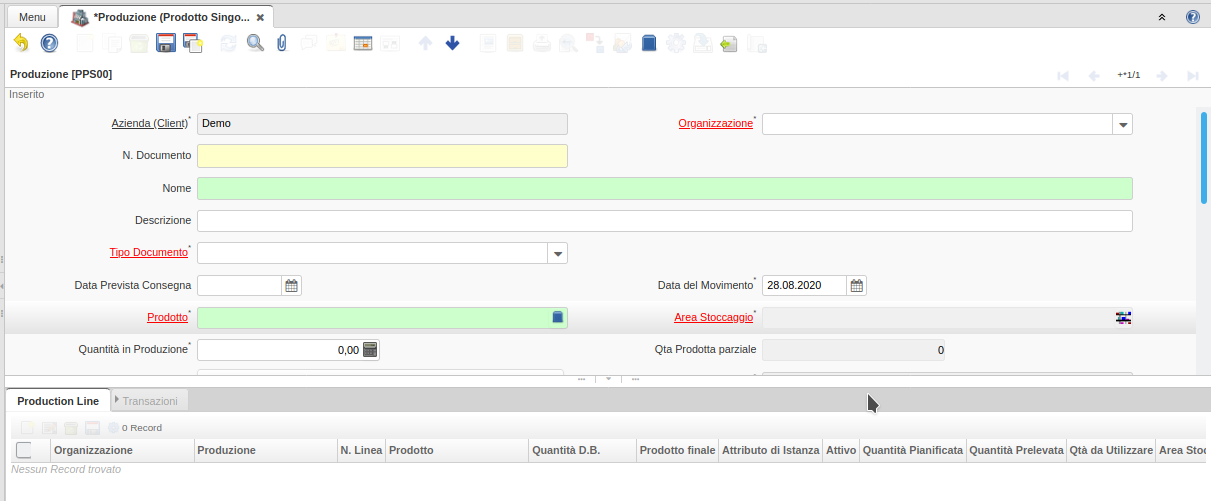 Menu
*Produzione (Prodotto Singo...
Produzione [PPS00]
+*1/1
Inserito
Azienda (Client)* Demo
Organizzazione*
N. Documento
Nome
Descrizione
Tipo Documento*
Data Prevista Consegna
Data del Movimento* 28.08.2020
Prodotto*
Area Stoccaggio*
Quantità in Produzione* 0,00
Qta Prodotta parziale 0
Production Line
Transazioni
0 Record
Organizzazione Produzione N. Linea Prodotto Quantità D.B. Prodotto finale Attributo di Istanza Attivo Quantità Pianificata Quantità Prelevata Qtà da Utilizzare Area Stoc
Nessun Record trovato